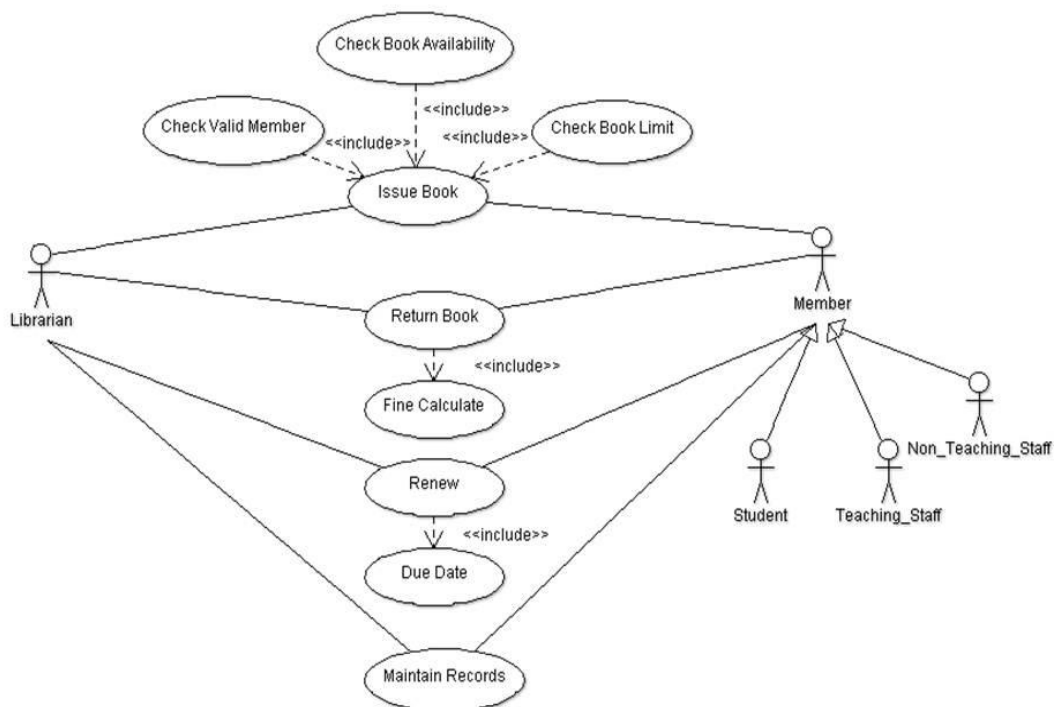 Check Book Availability
<<include>>
Check Valid Member
<<include>>
<<include>>
Check Book Limit
Issue Book
Librarian
Member
Return Book
<<include>>
Fine Calculate
Non_Teaching_Staff
Renew
Student
Teaching_Staff
<<include>>
Due Date
Maintain Records